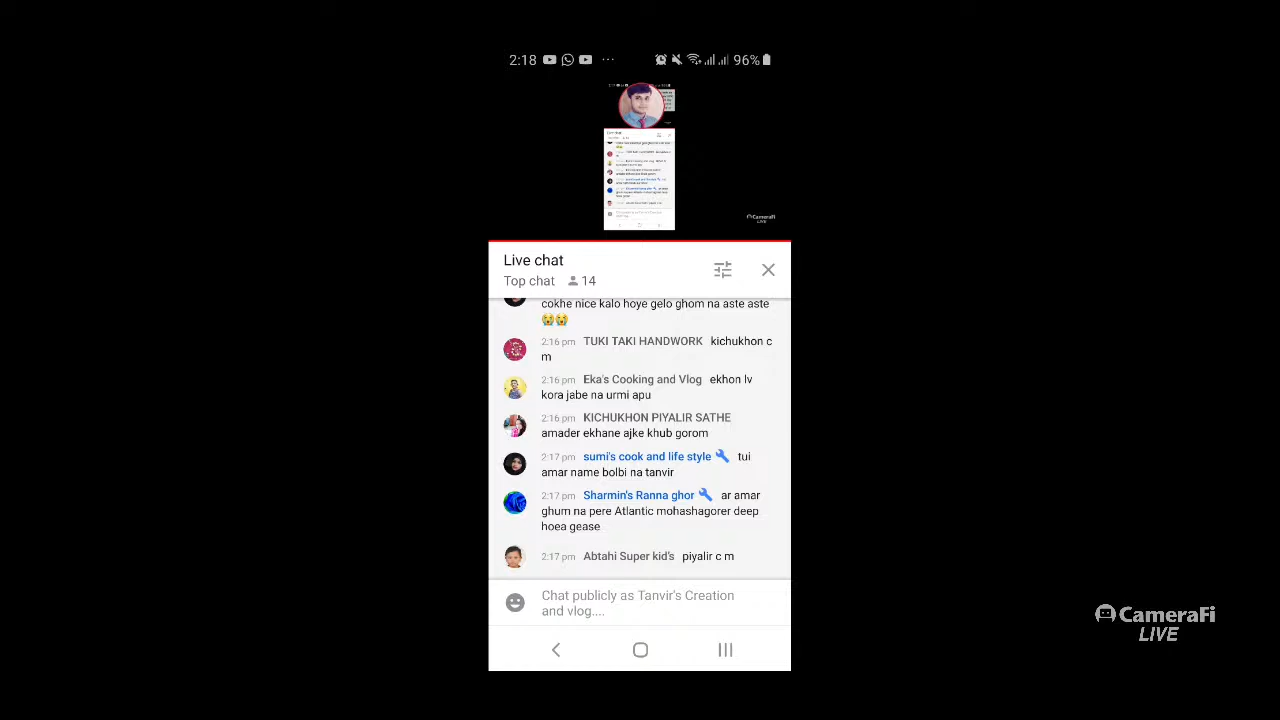 2:18 ... 96%
CameraFi
LIVE
Live chat
Top chat 14
cokhe nice kalo hoye gelo ghom na aste aste
😭😭
2:16 pm TUKI TAKI HANDWORK kichukhon c
m
2:16 pm Eka's Cooking and Vlog ekhon lv
kora jabe na urmi apu
2:16 pm KICHUKHON PIYALIR SATHE
amader ekhane ajke khub gorom
2:17 pm sumi's cook and life style tui
amar name bolbi na tanvir
2:17 pm Sharmin's Ranna ghor ar amar
ghum na pere Atlantic mohashagorer deep
hoea gease
2:17 pm Abtahi Super kid's piyalir c m
Chat publicly as Tanvir's Creation
and vlog....
CameraFi
LIVE